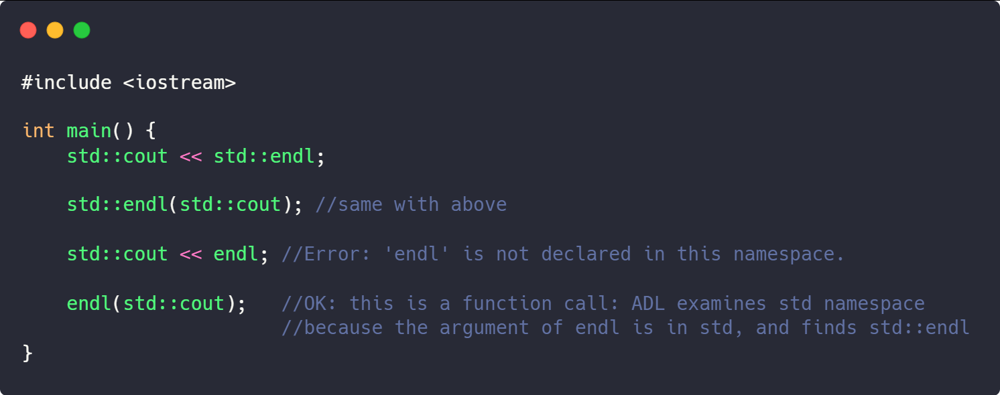 #include <iostream>
int main() {
    std::cout << std::endl;
    std::endl(std::cout); //same with above
    std::cout << endl; //Error: 'endl' is not declared in this namespace.
    endl(std::cout);   //OK: this is a function call: ADL examines std namespace
                       //because the argument of endl is in std, and finds std::endl
}